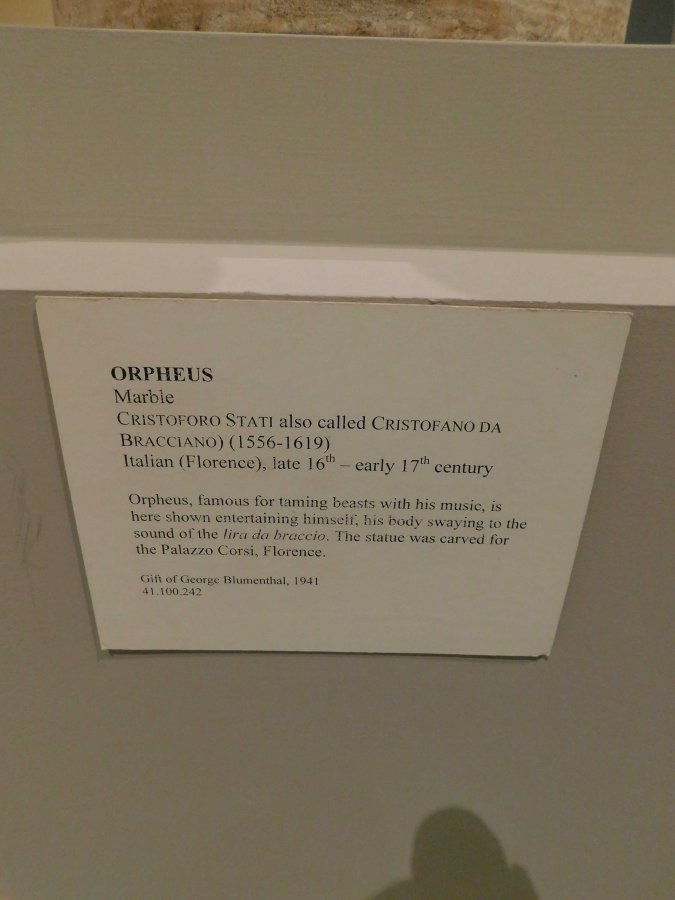 ORPHEUS
Marble
CRISTOFORO STATI also called CRISTOFANO DA
BRACCIANO) (1556-1619)
Italian (Florence), late 16th – early 17th century
Orpheus, famous for taming beasts with his music, is
here shown entertaining himself, his body swaying to the
sound of the lira da braccio. The statue was carved for
the Palazzo Corsi, Florence.
Gift of George Blumenthal, 1941
41.100.242